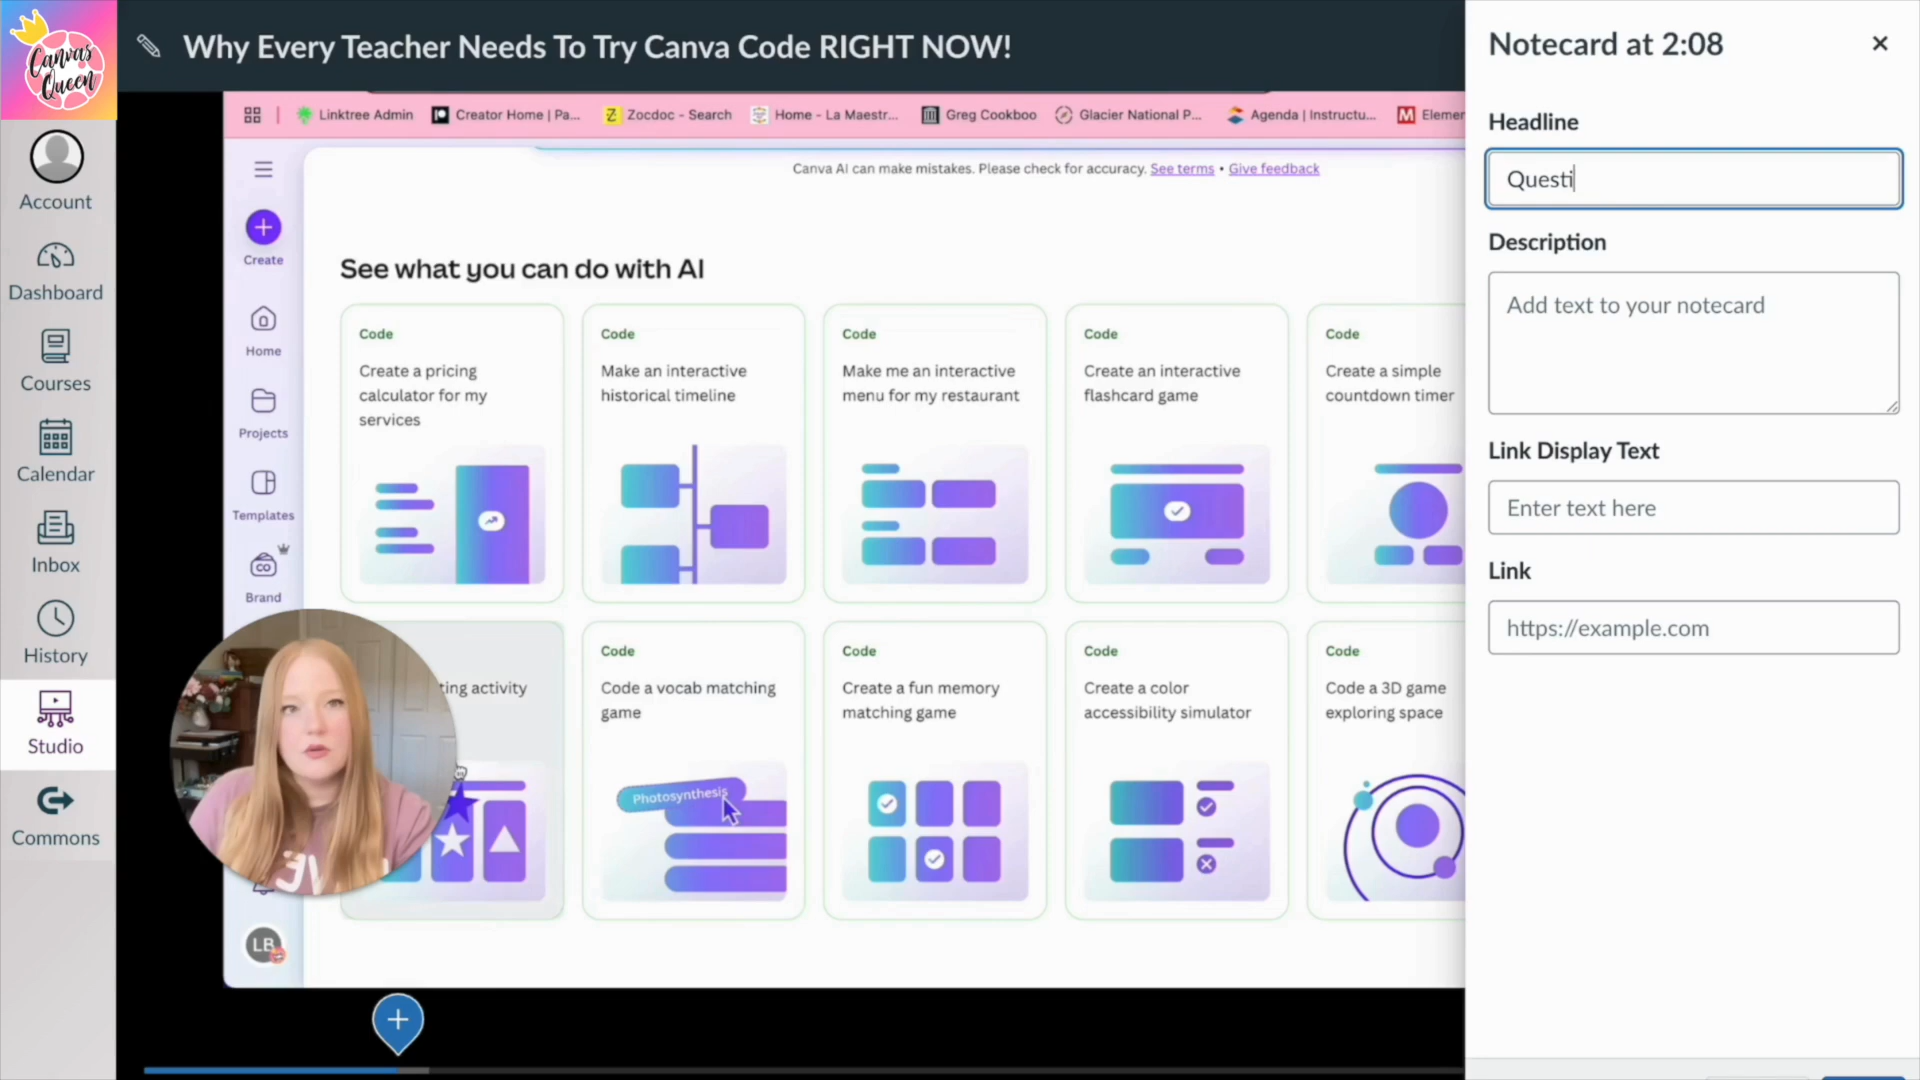 Canvas
Queen
Account
Dashboard
Courses
Calendar
Inbox
History
Studio
Commons
Why Every Teacher Needs To Try Canva Code RIGHT NOW!
Linktree Admin
Creator Home | Pa...
Zocdoc - Search
Home - La Maestr...
Greg Cookboo
Glacier National P...
Agenda | Instructu...
Elemen
Canva AI can make mistakes. Please check for accuracy. See terms • Give feedback
Create
Home
Projects
Templates
Brand
LB
See what you can do with AI
Code
Create a pricing
calculator for my
services
Code
Make an interactive
historical timeline
Code
Make me an interactive
menu for my restaurant
Code
Create an interactive
flashcard game
Code
Create a simple
countdown timer
ting activity
Code
Code a vocab matching
game
Photosynthesis
Code
Create a fun memory
matching game
Code
Create a color
accessibility simulator
Code
Code a 3D game
exploring space
Notecard at 2:08
Headline
Questi
Description
Add text to your notecard
Link Display Text
Enter text here
Link
https://example.com